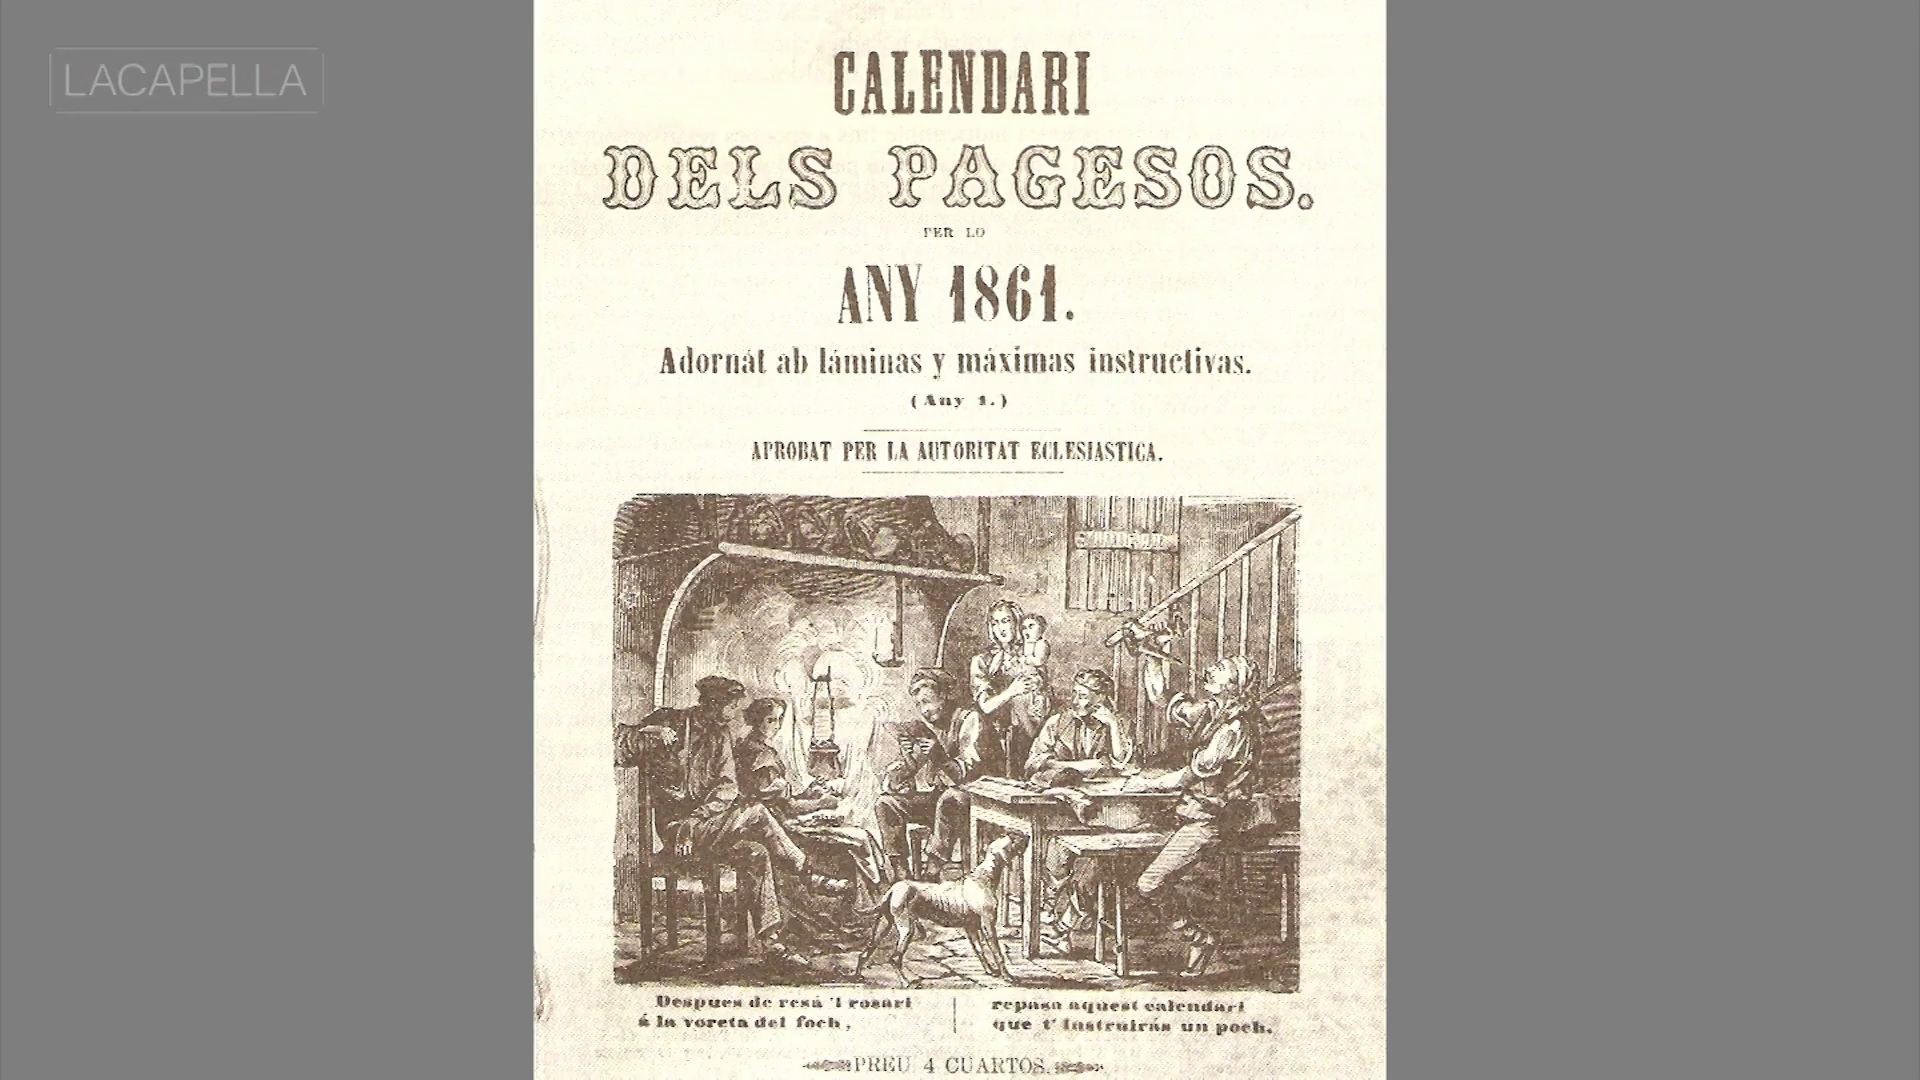 LACAPELLA
CALENDARI
DELS PAGESOS.
PER LO
ANY 1861.
Adornát ab láminas y máximas instructivas.
(Any 1.)
APROBAT PER LA AUTORITAT ECLESIASTICA.
Despues de resá 'l rosari
á la voreta del foch,
repasa aquest calendari
que t' instruirás un poch.
PREU 4 CUARTOS.